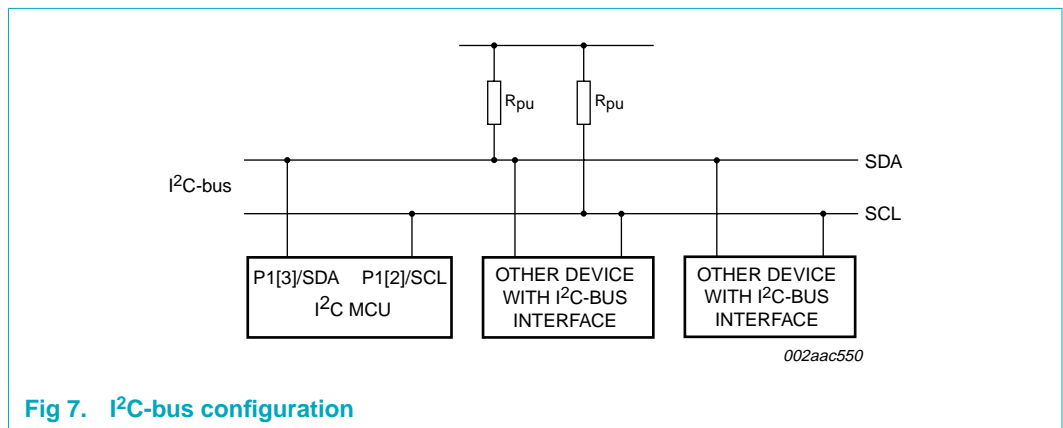 Rpu Rpu
SDA
I²C-bus
SCL
P1[3]/SDA P1[2]/SCL
I²C MCU
OTHER DEVICE
WITH I²C-BUS
INTERFACE
OTHER DEVICE
WITH I²C-BUS
INTERFACE
002aac550
Fig 7. I²C-bus configuration